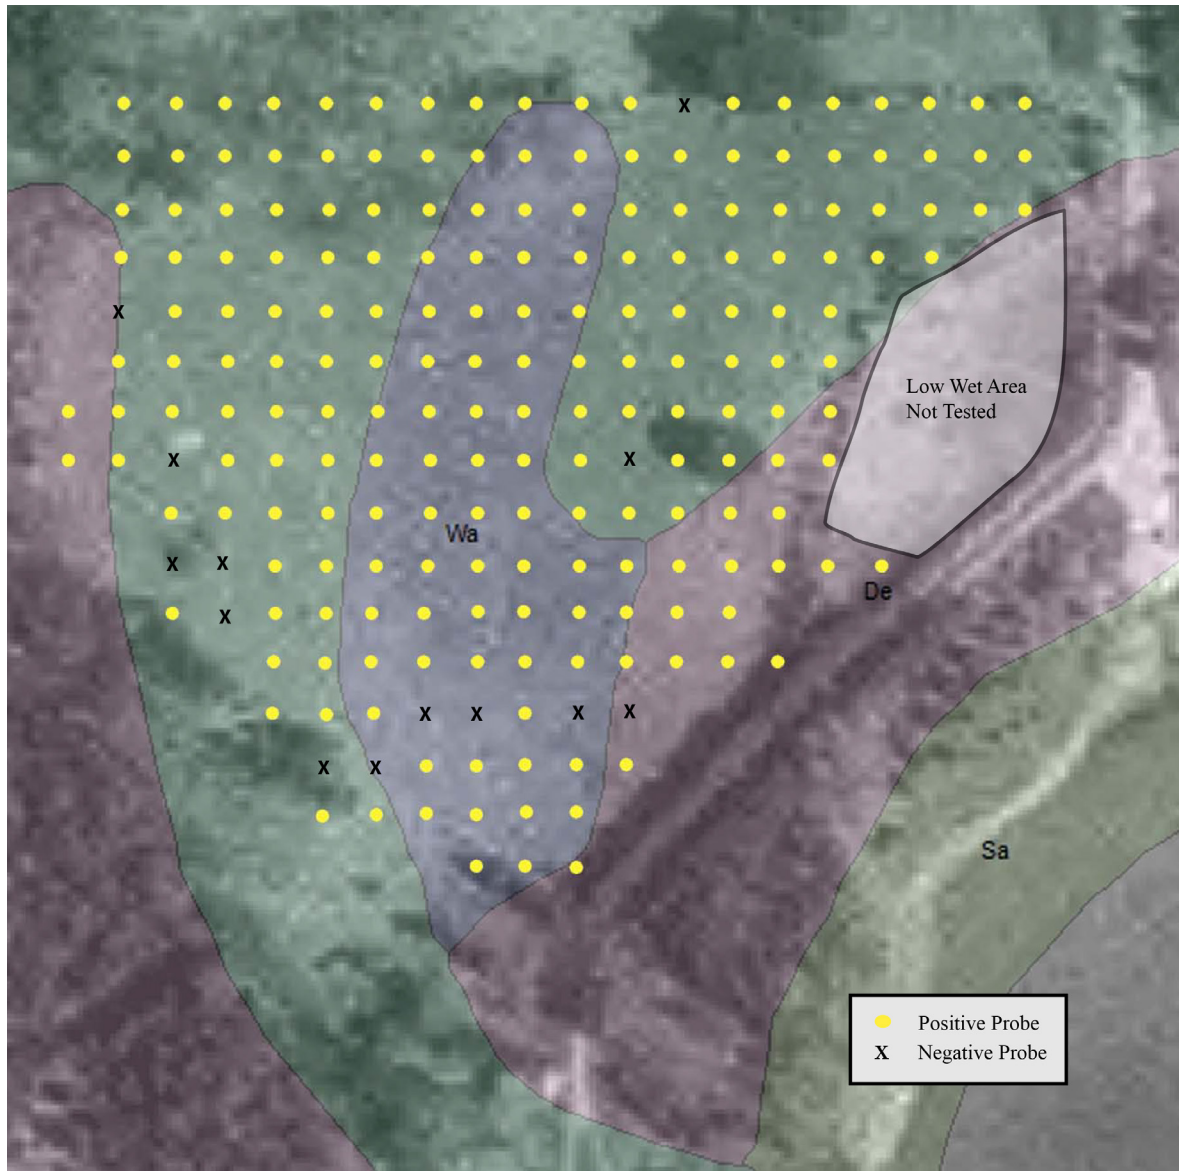 X
X
Low Wet Area
Not Tested
X
X
Wa
X
X
De
X
X
X
X
X
X
X
Sa
Positive Probe
X Negative Probe